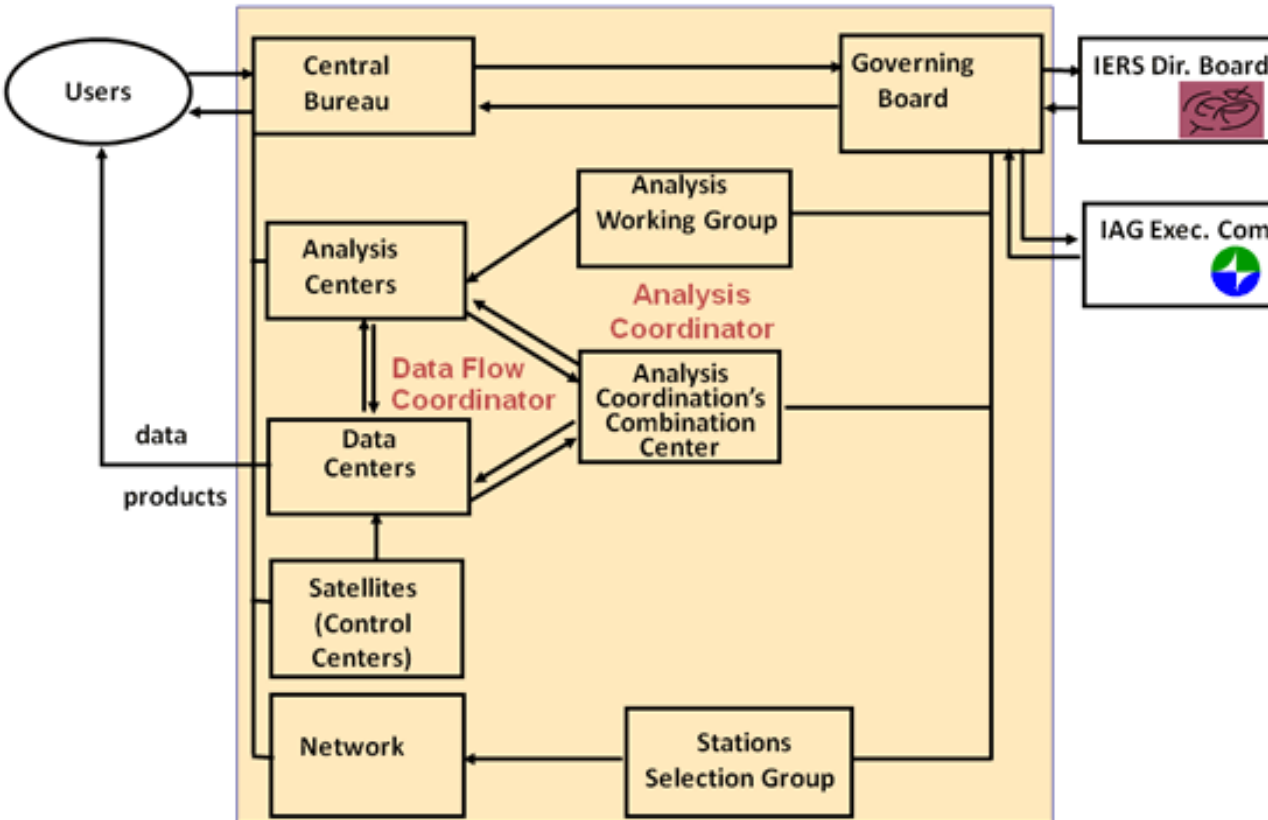 Users
Central
Bureau
Governing
Board
IERS Dir. Board
Analysis
Working Group
IAG Exec. Com
Analysis
Centers
Analysis
Coordinator
Data Flow
Coordinator
Analysis
Coordination's
Combination
Center
data
products
Data
Centers
Satellites
(Control
Centers)
Network
Stations
Selection Group